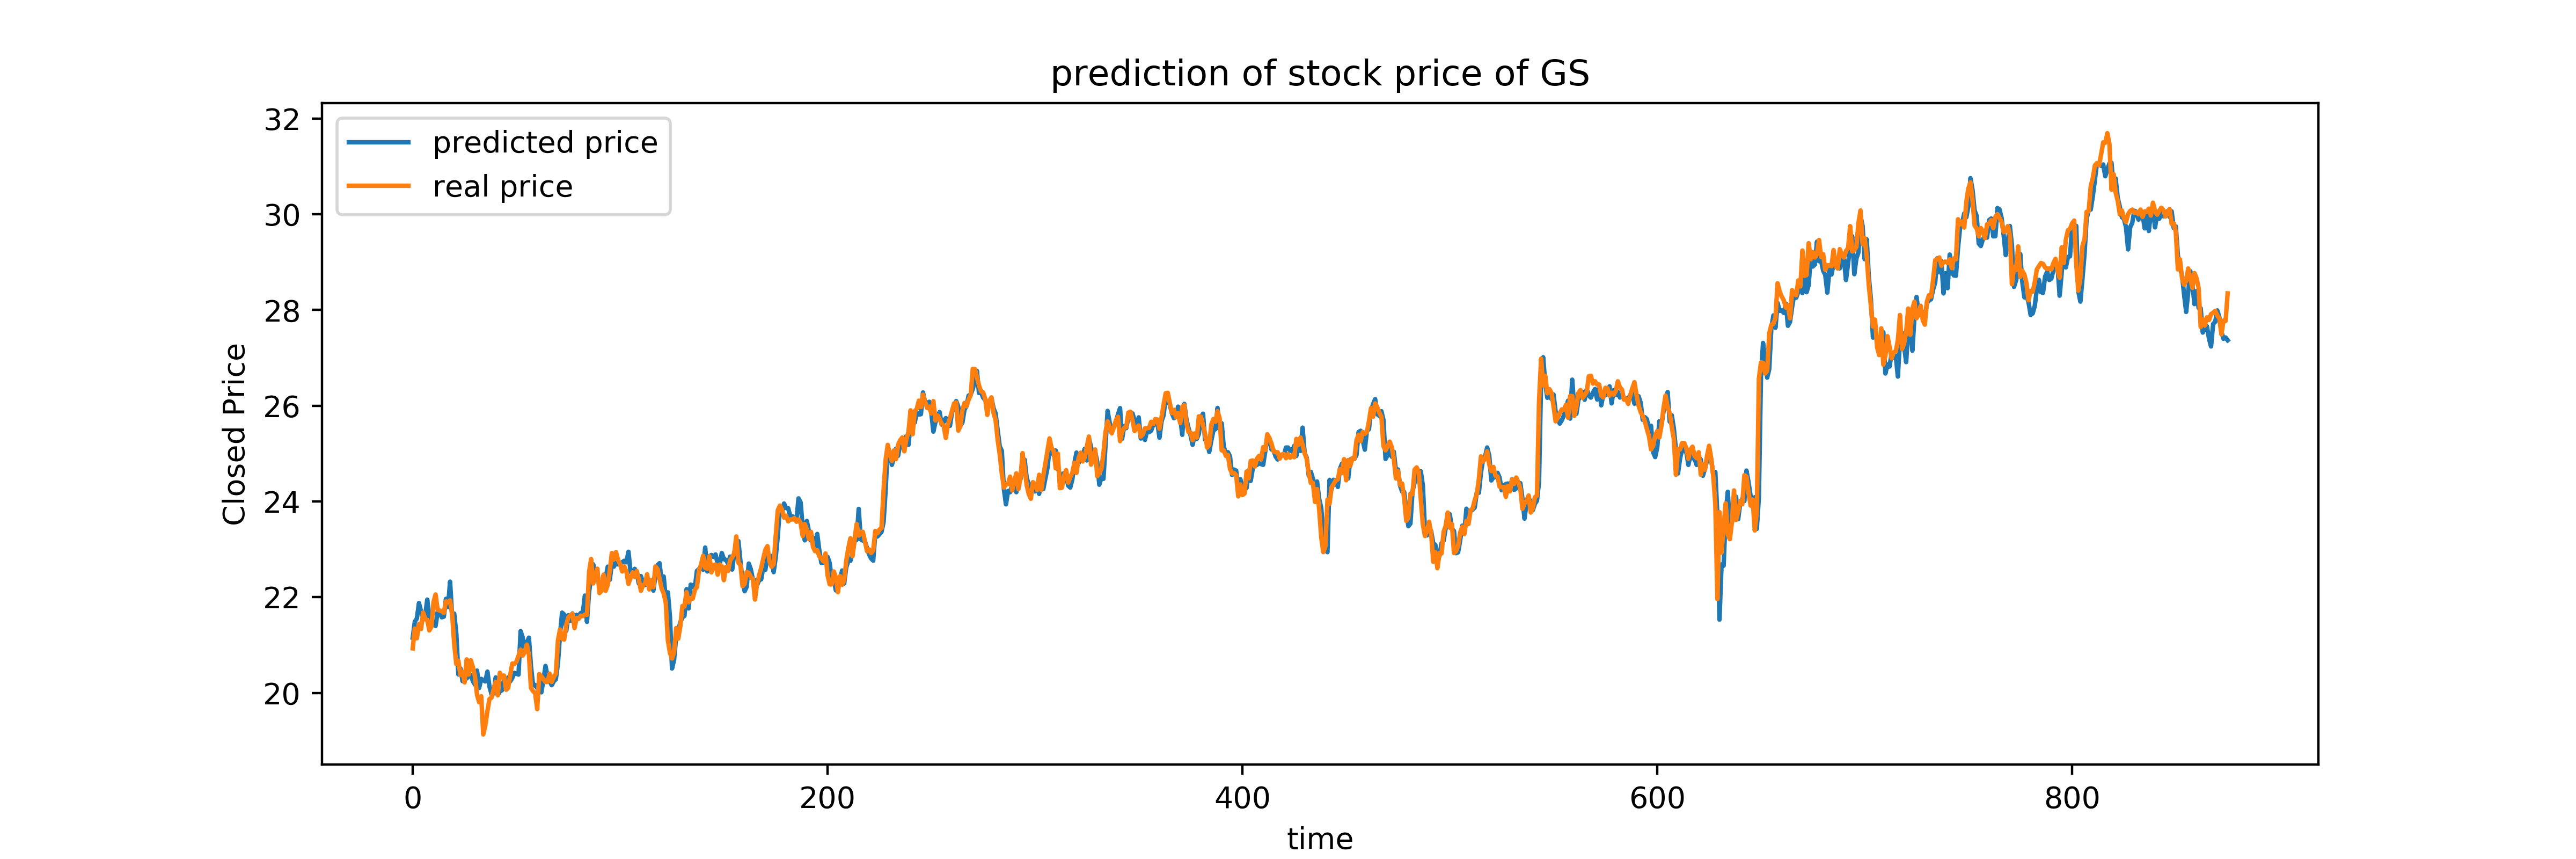 prediction of stock price of GS
predicted price
real price
Closed Price
32
30
28
26
24
22
20
0 200 400 600 800
time